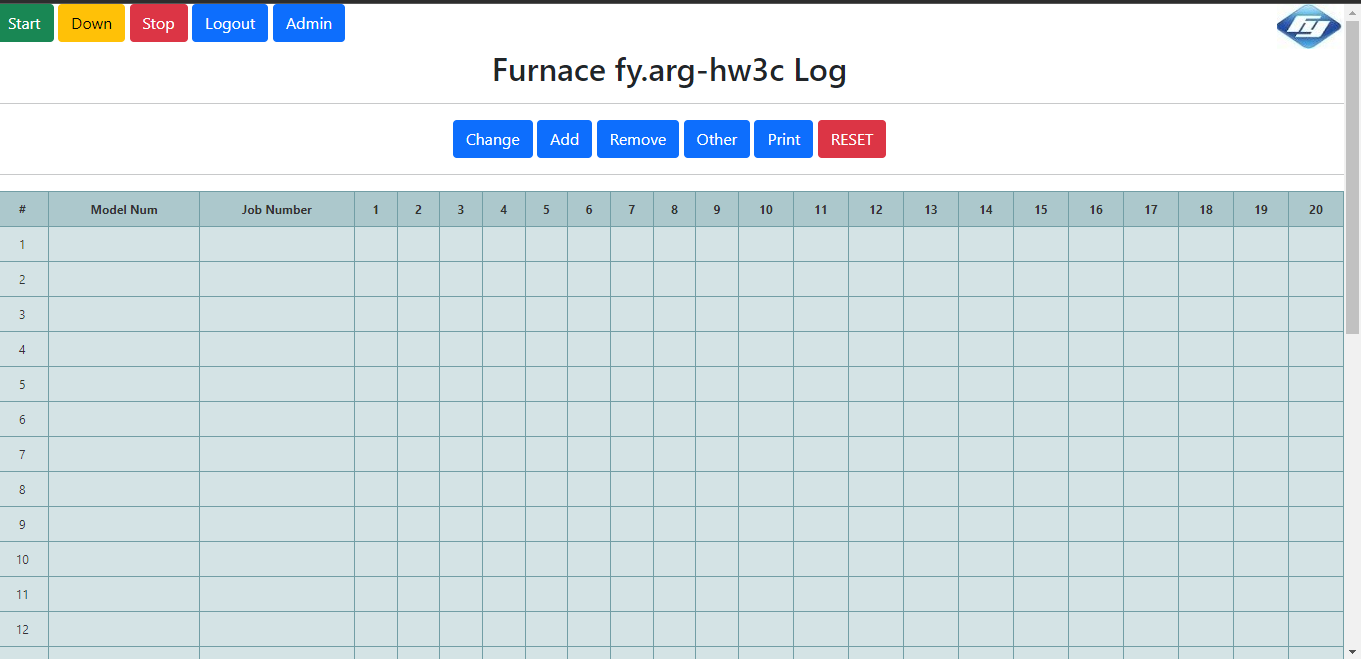 Start Down Stop Logout Admin
FY
Furnace fy.arg-hw3c Log
Change Add Remove Other Print RESET
# Model Num Job Number 1 2 3 4 5 6 7 8 9 10 11 12 13 14 15 16 17 18 19 20
1
2
3
4
5
6
7
8
9
10
11
12